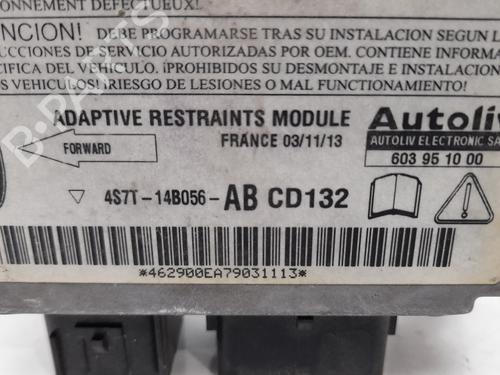 ONNEMENT DEFECTUEUX!
ENCION! DEBE PROGRAMARSE TRAS SU INSTALACION SEGUN L
UCCIONES DE SERVICIO AUTORIZADAS POR OEM. CONTIENE INFORMA
CIFICA DEL VEHICULO. ¡PROHIBIDOS SU DESMONTAJE E INSTALACION
S VEHICULOS!¡RIESGO DE LESIONES O MAL FUNCIONAMIENTO!
ADAPTIVE RESTRAINTS MODULE
FRANCE 03/11/13
Autoliv
AUTOLIV ELECTRONIC SA
603 95 10 00
FORWARD
4S7T-14B056-AB CD132
*462900EA79031113*
B-PARTS